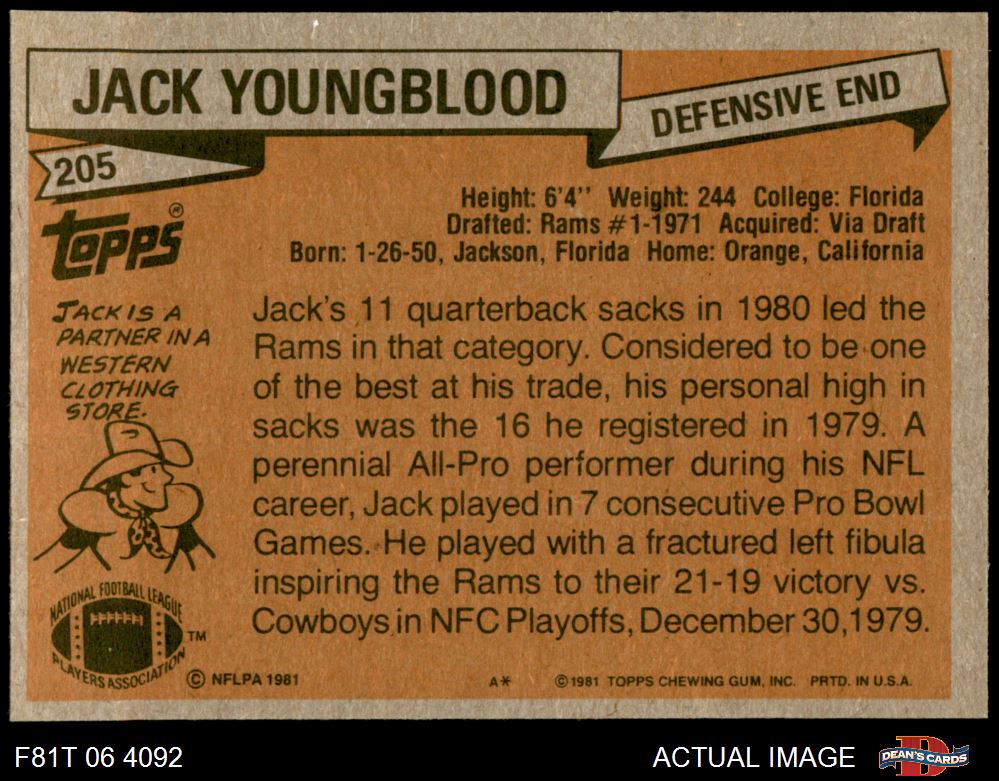 JACK YOUNGBLOOD
DEFENSIVE END
205
topps®
Height: 6'4'' Weight: 244 College: Florida
Drafted: Rams #1-1971 Acquired: Via Draft
Born: 1-26-50, Jackson, Florida Home: Orange, California
JACK IS A
PARTNER IN A
WESTERN
CLOTHING
STORE.
Jack's 11 quarterback sacks in 1980 led the
Rams in that category. Considered to be one
of the best at his trade, his personal high in
sacks was the 16 he registered in 1979. A
perennial All-Pro performer during his NFL
career, Jack played in 7 consecutive Pro Bowl
Games. He played with a fractured left fibula
inspiring the Rams to their 21-19 victory vs.
Cowboys in NFC Playoffs, December 30, 1979.
NATIONAL FOOTBALL LEAGUE
PLAYERS ASSOCIATION
TM
© NFLPA 1981
A*
© 1981 TOPPS CHEWING GUM, INC. PRTD. IN U.S.A.
F81T 06 4092
ACTUAL IMAGE
DEAN'S CARDS